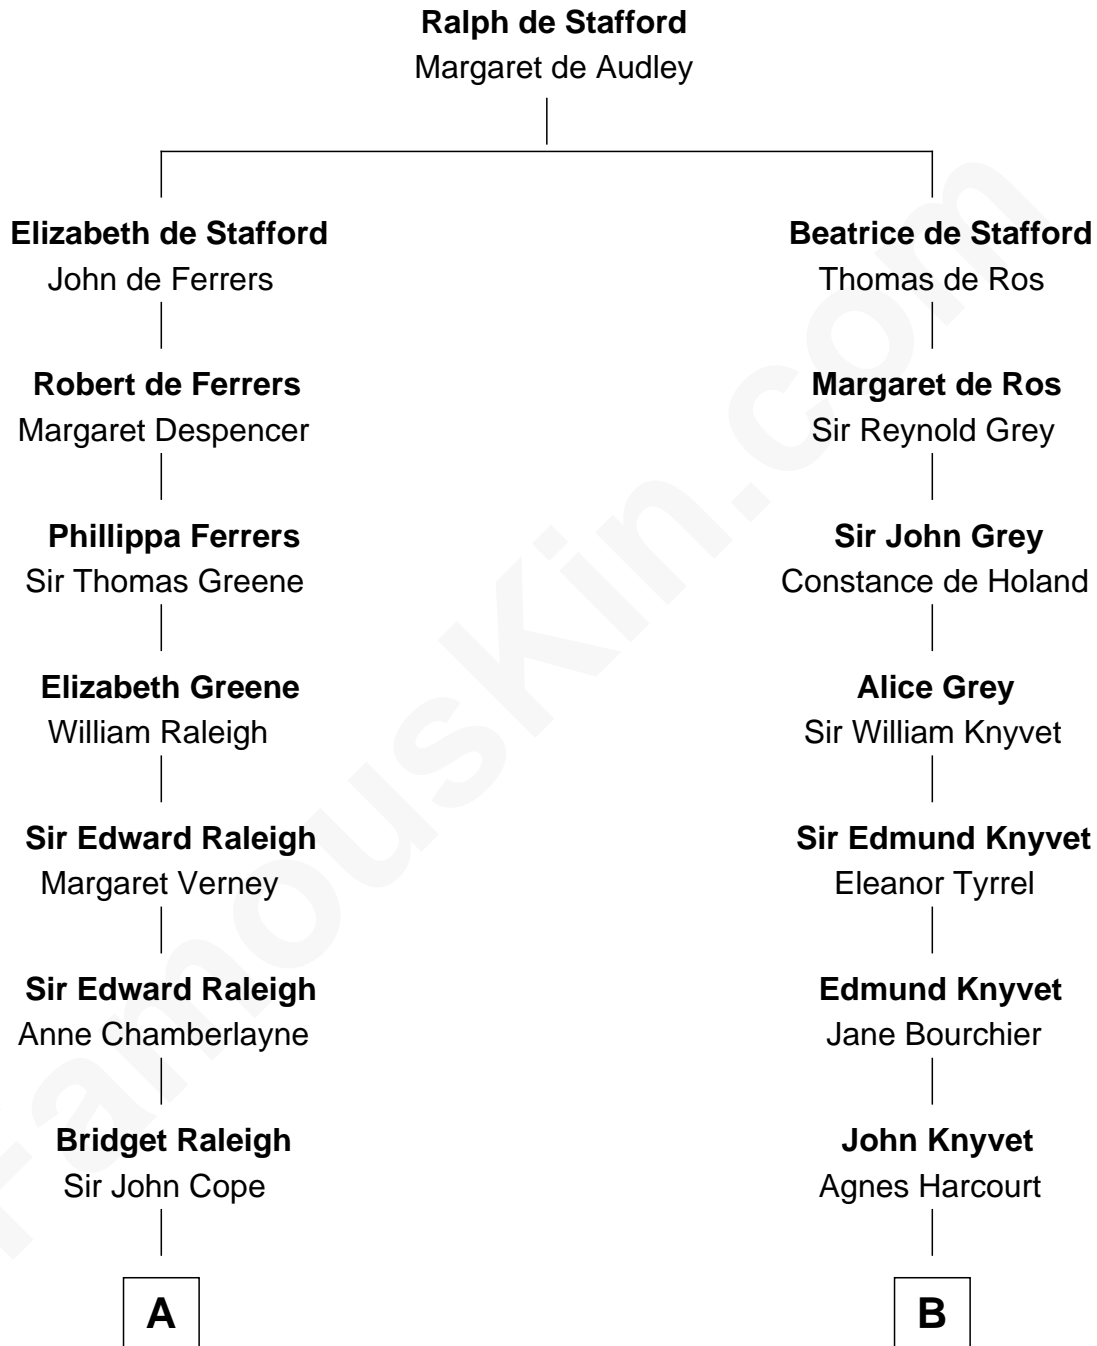 Ralph de Stafford
Margaret de Audley
Elizabeth de Stafford
John de Ferrers
Robert de Ferrers
Margaret Despencer
Phillippa Ferrers
Sir Thomas Greene
Elizabeth Greene
William Raleigh
Sir Edward Raleigh
Margaret Verney
Sir Edward Raleigh
Anne Chamberlayne
Bridget Raleigh
Sir John Cope
A
Beatrice de Stafford
Thomas de Ros
Margaret de Ros
Sir Reynold Grey
Sir John Grey
Constance de Holand
Alice Grey
Sir William Knyvet
Sir Edmund Knyvet
Eleanor Tyrrel
Edmund Knyvet
Jane Bourchier
John Knyvet
Agnes Harcourt
B
FamousKin.com